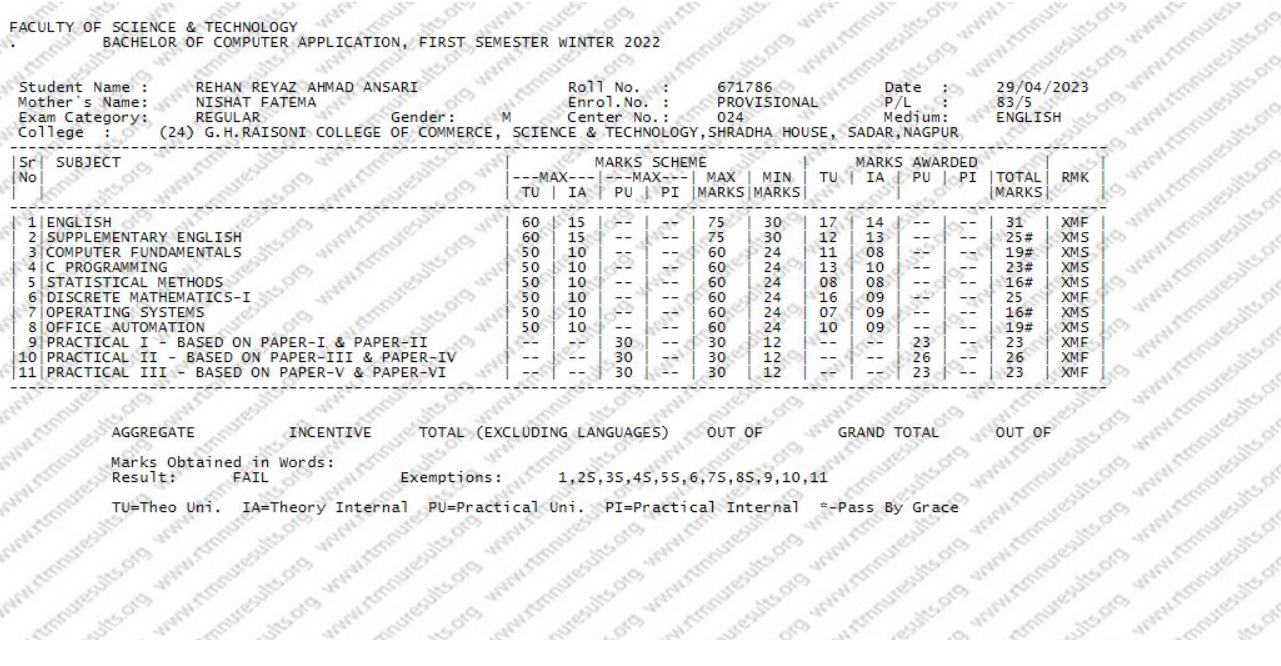 FACULTY OF SCIENCE & TECHNOLOGY
. BACHELOR OF COMPUTER APPLICATION, FIRST SEMESTER WINTER 2022
Student Name : REHAN REYAZ AHMAD ANSARI Roll No. : 671786 Date : 29/04/2023
Mother`s Name: NISHAT FATEMA Enrol.No. : PROVISIONAL P/L : 83/5
Exam Category: REGULAR Gender: M Center No.: 024 Medium: ENGLISH
College : (24) G.H.RAISONI COLLEGE OF COMMERCE, SCIENCE & TECHNOLOGY,SHRADHA HOUSE, SADAR,NAGPUR
|Sr| SUBJECT | MARKS SCHEME | MARKS AWARDED | |
|No| |---MAX---|---MAX---| MAX | MIN | TU | IA | PU | PI |TOTAL| RMK |
| | | TU | IA | PU | PI |MARKS|MARKS| | | | |MARKS| |
| 1|ENGLISH | 60 | 15 | -- | -- | 75 | 30 | 17 | 14 | -- | -- | 31 | XMF |
| 2|SUPPLEMENTARY ENGLISH | 60 | 15 | -- | -- | 75 | 30 | 12 | 13 | -- | -- | 25# | XMS |
| 3|COMPUTER FUNDAMENTALS | 50 | 10 | -- | -- | 60 | 24 | 11 | 08 | -- | -- | 19# | XMS |
| 4|C PROGRAMMING | 50 | 10 | -- | -- | 60 | 24 | 13 | 10 | -- | -- | 23# | XMS |
| 5|STATISTICAL METHODS | 50 | 10 | -- | -- | 60 | 24 | 08 | 08 | -- | -- | 16# | XMS |
| 6|DISCRETE MATHEMATICS-I | 50 | 10 | -- | -- | 60 | 24 | 16 | 09 | -- | -- | 25 | XMF |
| 7|OPERATING SYSTEMS | 50 | 10 | -- | -- | 60 | 24 | 07 | 09 | -- | -- | 16# | XMS |
| 8|OFFICE AUTOMATION | 50 | 10 | -- | -- | 60 | 24 | 10 | 09 | -- | -- | 19# | XMS |
| 9|PRACTICAL I - BASED ON PAPER-I & PAPER-II | -- | -- | 30 | -- | 30 | 12 | -- | -- | 23 | -- | 23 | XMF |
|10|PRACTICAL II - BASED ON PAPER-III & PAPER-IV | -- | -- | 30 | -- | 30 | 12 | -- | -- | 26 | -- | 26 | XMF |
|11|PRACTICAL III - BASED ON PAPER-V & PAPER-VI | -- | -- | 30 | -- | 30 | 12 | -- | -- | 23 | -- | 23 | XMF |
AGGREGATE INCENTIVE TOTAL (EXCLUDING LANGUAGES) OUT OF GRAND TOTAL OUT OF
Marks Obtained in Words:
Result: FAIL Exemptions: 1,2S,3S,4S,5S,6,7S,8S,9,10,11
TU=Theo Uni. IA=Theory Internal PU=Practical Uni. PI=Practical Internal *-Pass By Grace
www.rtmnuresults.org